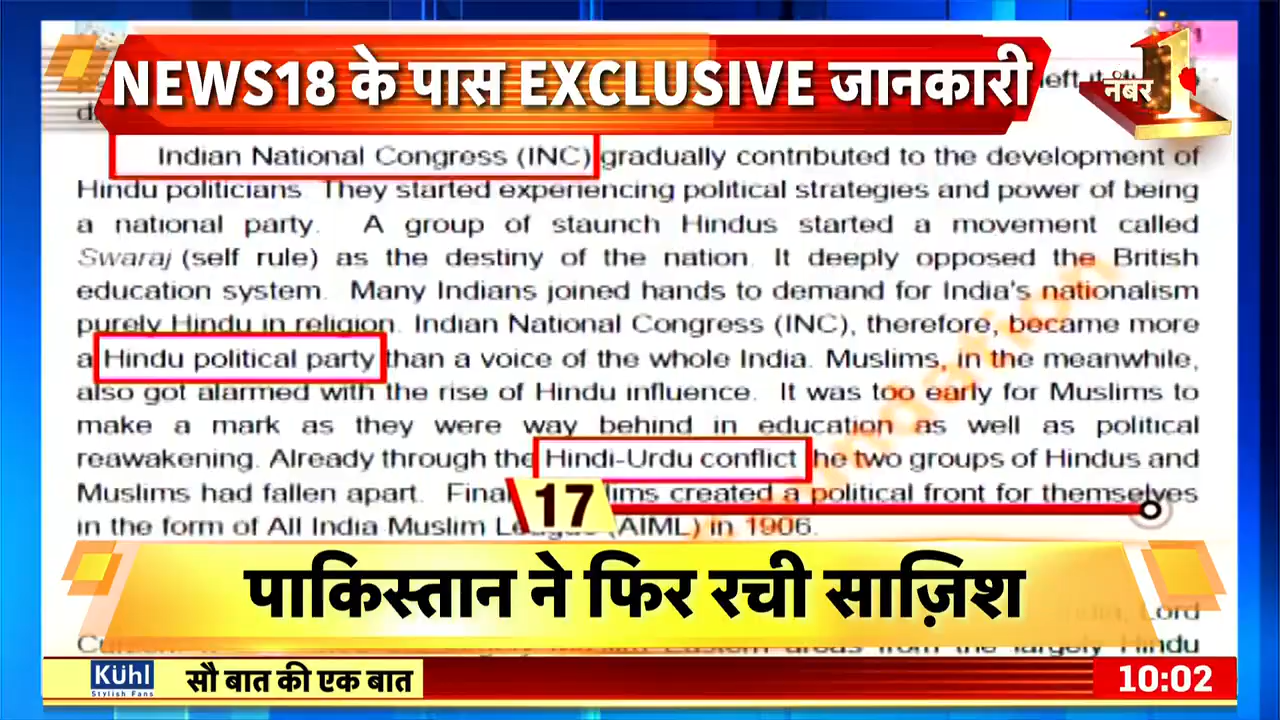 NEWS18 के पास EXCLUSIVE जानकारी
नंबर 1
Indian National Congress (INC) gradually contributed to the development of
Hindu politicians. They started experiencing political strategies and power of being
a national party. A group of staunch Hindus started a movement called
Swaraj (self rule) as the destiny of the nation. It deeply opposed the British
education system. Many Indians joined hands to demand for India's nationalism
purely Hindu in religion. Indian National Congress (INC), therefore, became more
a Hindu political party than a voice of the whole India. Muslims, in the meanwhile,
also got alarmed with the rise of Hindu influence. It was too early for Muslims to
make a mark as they were way behind in education as well as political
reawakening. Already through the Hindi-Urdu conflict the two groups of Hindus and
Muslims had fallen apart. created a political front for themselves
17
in the form of All India Muslim (AIML) in 1906.
पाकिस्तान ने फिर रची साज़िश
Lord
areas from the largely Hindu
Kühl
Stylish Fans
सौ बात की एक बात
10:02